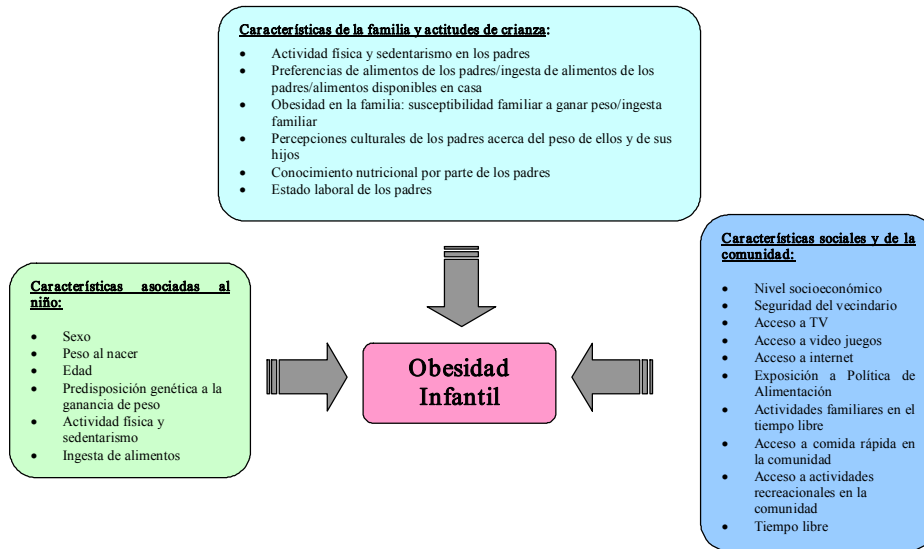 Características de la familia y actitudes de crianza:
• Actividad física y sedentarismo en los padres
• Preferencias de alimentos de los padres/ingesta de alimentos de los
padres/alimentos disponibles en casa
• Obesidad en la familia: susceptibilidad familiar a ganar peso/ingesta
familiar
• Percepciones culturales de los padres acerca del peso de ellos y de sus
hijos
• Conocimiento nutricional por parte de los padres
• Estado laboral de los padres
Características asociadas al
niño:
• Sexo
• Peso al nacer
• Edad
• Predisposición genética a la
ganancia de peso
• Actividad física y
sedentarismo
• Ingesta de alimentos
Obesidad
Infantil
Características sociales y de la
comunidad:
• Nivel socioeconómico
• Seguridad del vecindario
• Acceso a TV
• Acceso a video juegos
• Acceso a internet
• Exposición a Política de
Alimentación
• Actividades familiares en el
tiempo libre
• Acceso a comida rápida en
la comunidad
• Acceso a actividades
recreacionales en la
comunidad
• Tiempo libre